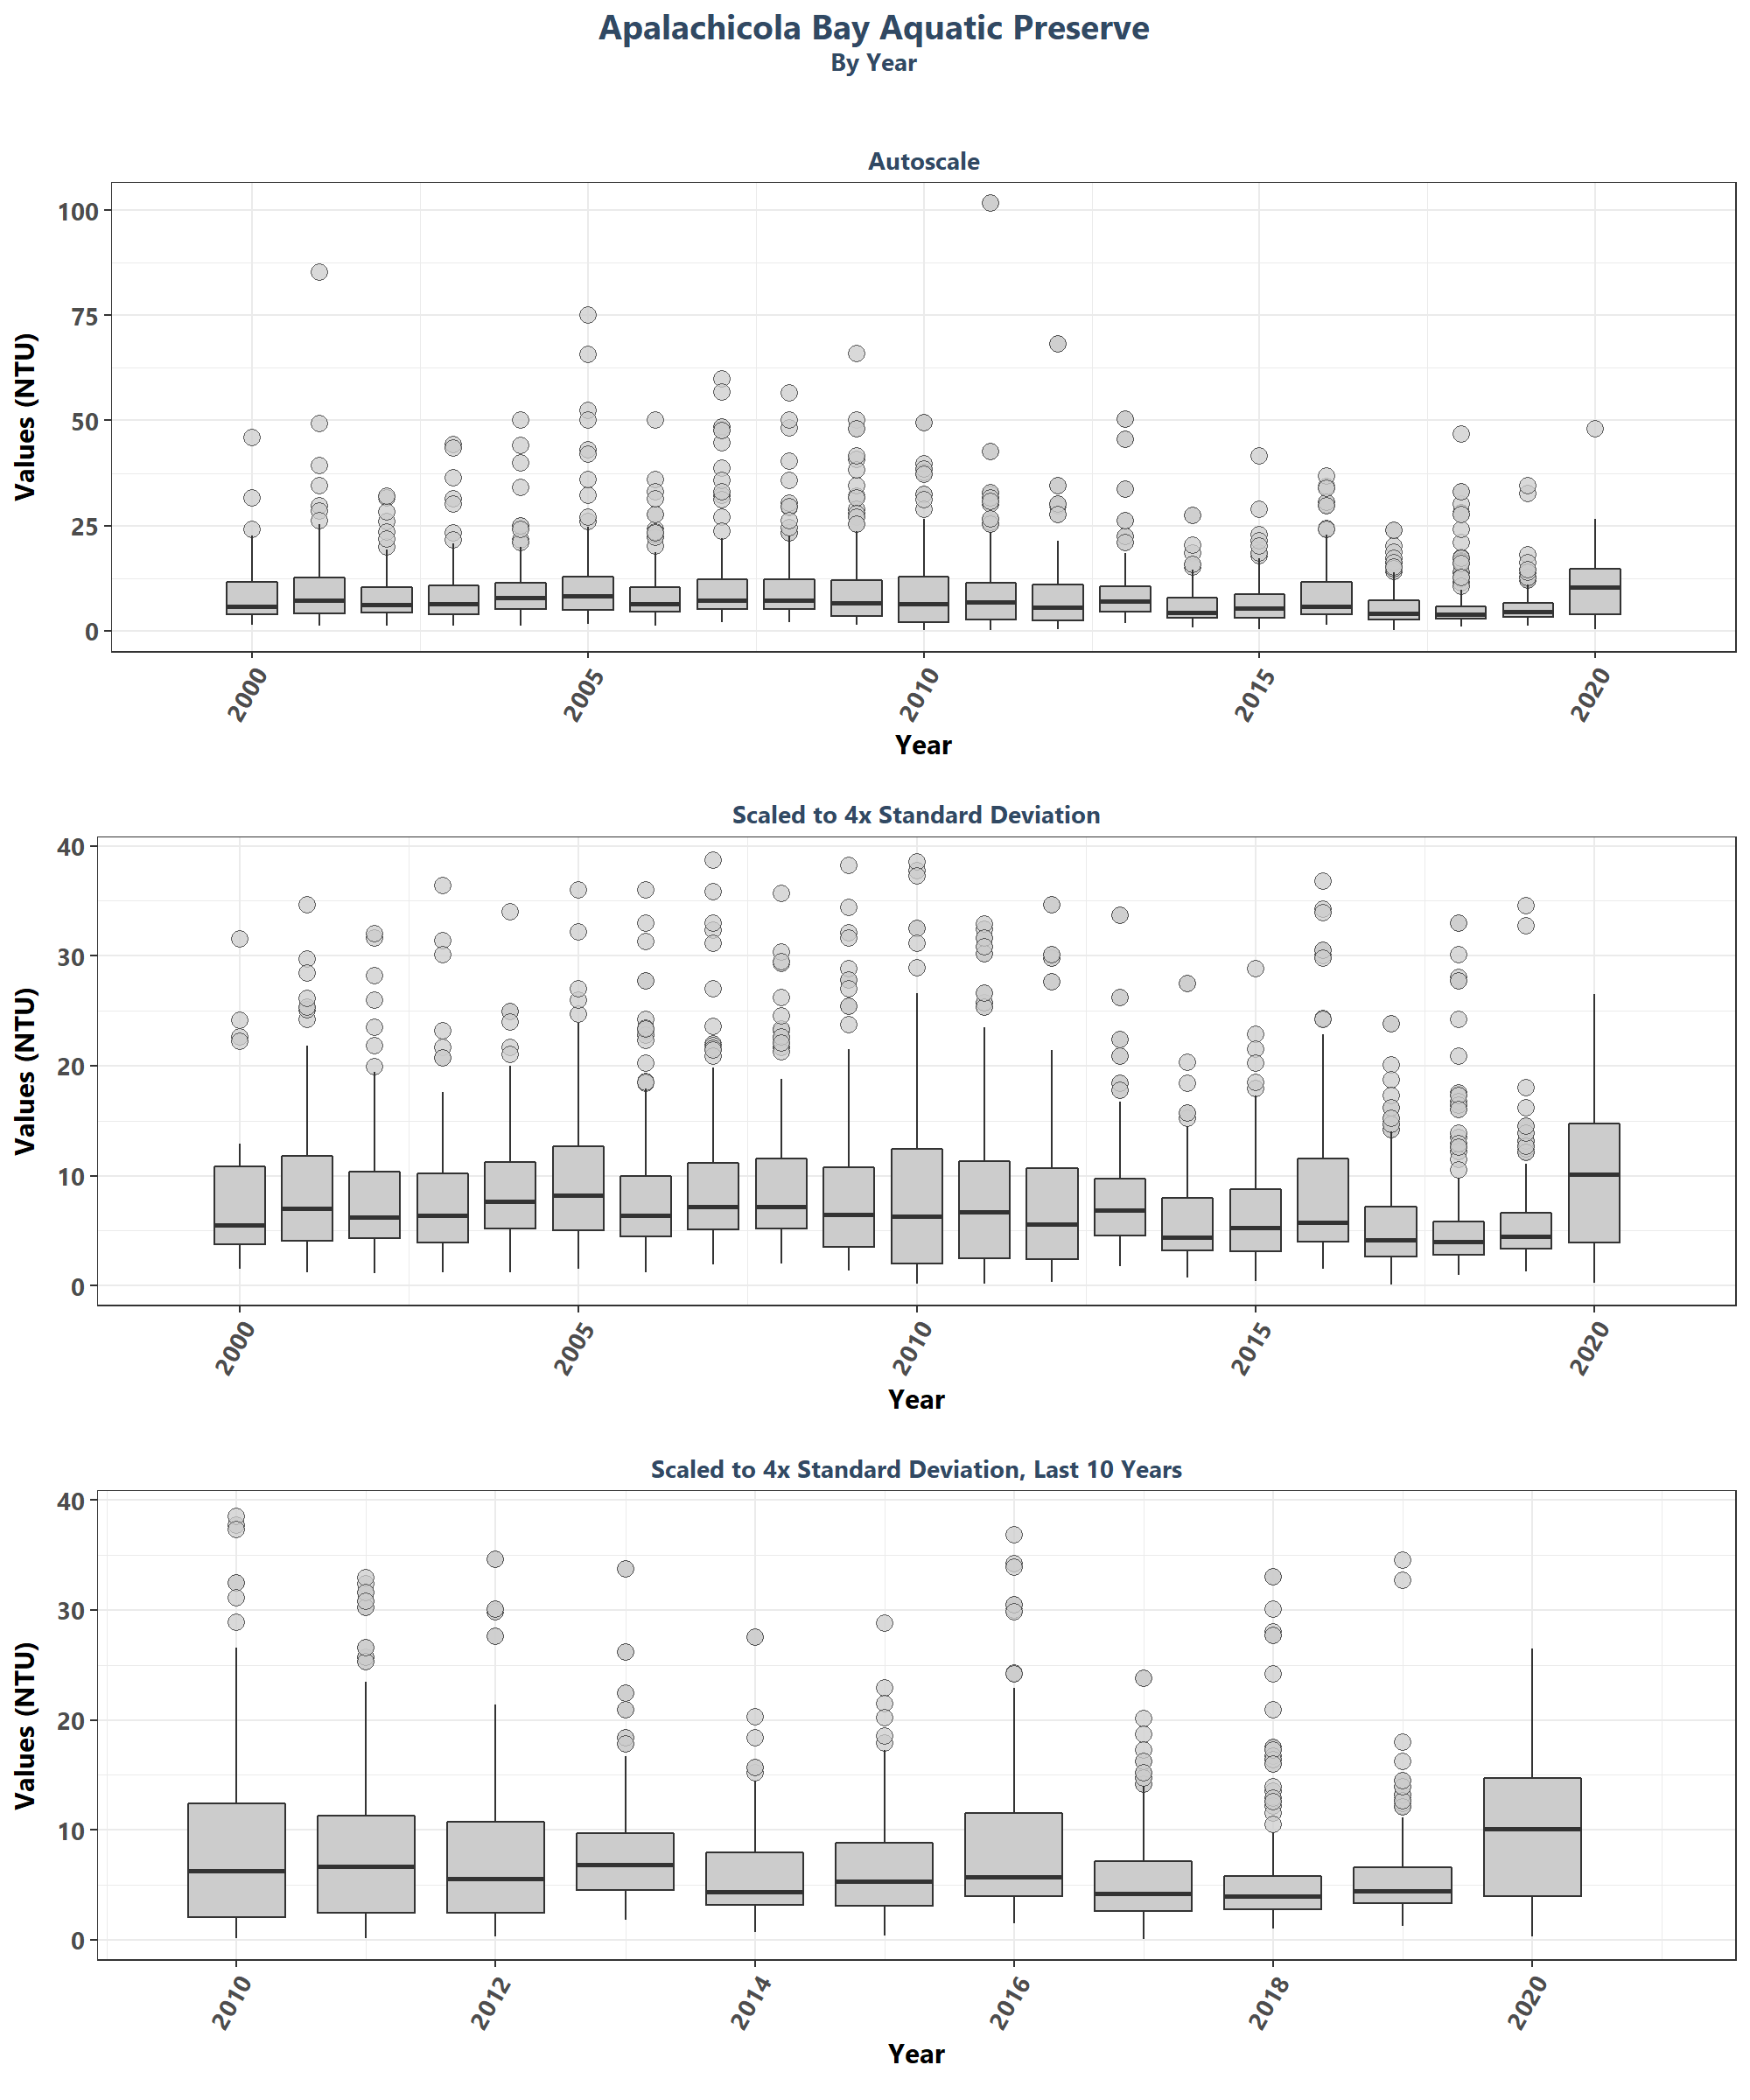 Apalachicola Bay Aquatic Preserve
By Year
Autoscale
Values (NTU)
100
75
50
25
0
2000
2005
2010
2015
2020
Year
Scaled to 4x Standard Deviation
Values (NTU)
40
30
20
10
0
2000
2005
2010
2015
2020
Year
Scaled to 4x Standard Deviation, Last 10 Years
Values (NTU)
40
30
20
10
0
2010
2012
2014
2016
2018
2020
Year